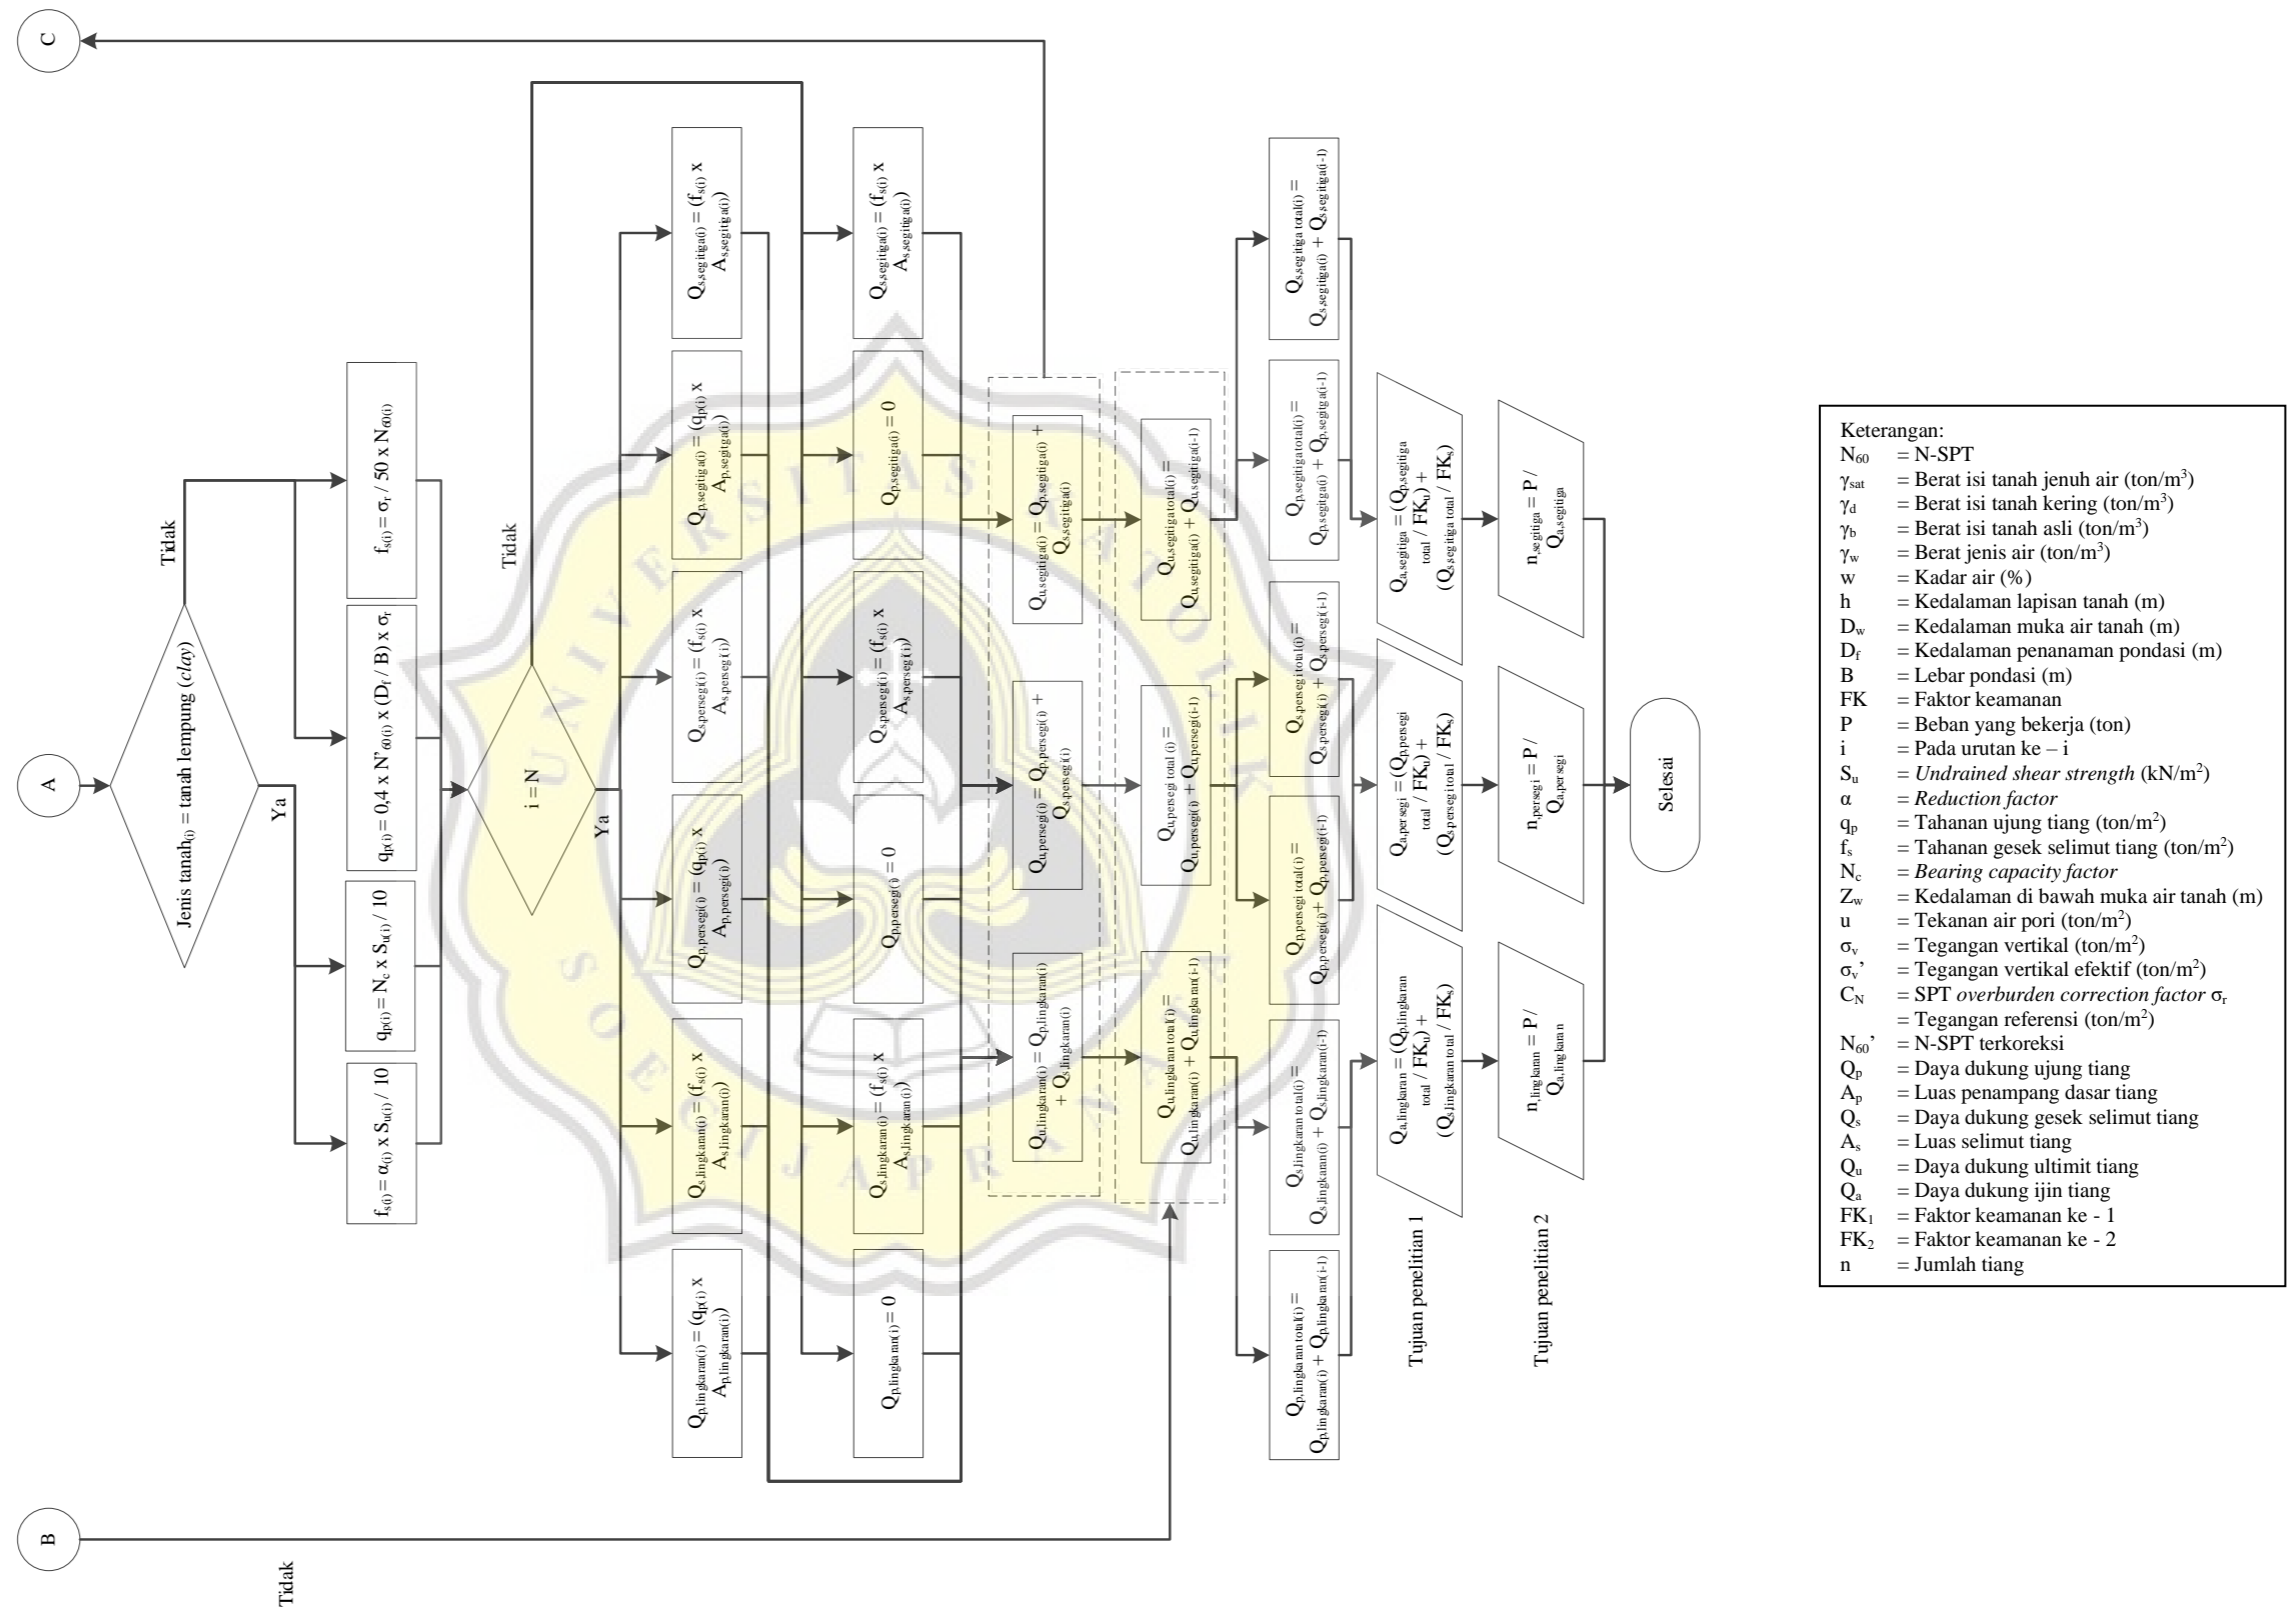 A
Jenis tanah(i) = tanah lempung (clay)
Ya
Tidak
fs(i) = α(i) x Su(i) / 10
qp(i) = Nc x Su(i) / 10
qp(i) = 0,4 x N’60(i) x (Df / B) x σr
fs(i) = σr / 50 x N60(i)
i = N
Ya
Tidak
Qp,lingkaran(i) = (qp(i) x
Ap,lingkaran(i))
Qs,lingkaran(i) = (fs(i) x
As,lingkaran(i))
Qp,persegi(i) = (qp(i) x
Ap,persegi(i))
Qs,persegi(i) = (fs(i) x
As,persegi(i))
Qp,segitiga(i) = (qp(i) x
Ap,segitiga(i))
Qs,segitiga(i) = (fs(i) x
As,segitiga(i))
Qp,lingkaran(i) = 0
Qs,lingkaran(i) = (fs(i) x
As,lingkaran(i))
Qp,persegi(i) = 0
Qs,persegi(i) = (fs(i) x
As,persegi(i))
Qp,segitiga(i) = 0
Qs,segitiga(i) = (fs(i) x
As,segitiga(i))
Qu,lingkaran(i) = Qp,lingkaran(i)
+ Qs,lingkaran(i)
Qu,persegi(i) = Qp,persegi(i) +
Qs,persegi(i)
Qu,segitiga(i) = Qp,segitiga(i) +
Qs,segitiga(i)
C
B
Tidak
Qu,lingkaran total(i) =
Qu,lingkaran(i) + Qu,lingkaran(i-1)
Qu,persegi total (i) =
Qu,persegi(i) + Qu,persegi(i-1)
Qu,segitiga total(i) =
Qu,segitiga(i) + Qu,segitiga(i-1)
Qp,lingkaran total(i) =
Qp,lingkaran(i) + Qp,lingkaran(i-1)
Qs,lingkaran total(i) =
Qs,lingkaran(i) + Qs,lingkaran(i-1)
Qp,persegi total(i) =
Qp,persegi(i) + Qp,persegi(i-1)
Qs,persegi total(i) =
Qs,persegi(i) + Qs,persegi(i-1)
Qp,segitiga total(i) =
Qp,segitiga(i) + Qp,segitga(i-1)
Qs,segitiga total(i) =
Qs,segitiga(i) + Qs,segitiga(i-1)
Tujuan penelitian 1
Qa,lingkaran = (Qp,lingkaran
total / FKu) +
(Qs,lingkaran total / FKs)
Qa,persegi = (Qp,persegi
total / FKu) +
(Qs,persegi total / FKs)
Qa,segitiga = (Qp,segitiga
total / FKu) +
(Qs,segitiga total / FKs)
Tujuan penelitian 2
n,lingkaran = P /
Qa,lingkaran
n,persegi = P /
Qa,persegi
n,segitiga = P /
Qa,segitiga
Selesai
UNIVERSITAS KATOLIK
SOEGIJAPRANATA
Keterangan:
N60 = N-SPT
γsat = Berat isi tanah jenuh air (ton/m³)
γd = Berat isi tanah kering (ton/m³)
γb = Berat isi tanah asli (ton/m³)
γw = Berat jenis air (ton/m³)
w = Kadar air (%)
h = Kedalaman lapisan tanah (m)
Dw = Kedalaman muka air tanah (m)
Df = Kedalaman penanaman pondasi (m)
B = Lebar pondasi (m)
FK = Faktor keamanan
P = Beban yang bekerja (ton)
i = Pada urutan ke – i
Su = Undrained shear strength (kN/m²)
α = Reduction factor
qp = Tahanan ujung tiang (ton/m²)
fs = Tahanan gesek selimut tiang (ton/m²)
Nc = Bearing capacity factor
Zw = Kedalaman di bawah muka air tanah (m)
u = Tekanan air pori (ton/m²)
σv = Tegangan vertikal (ton/m²)
σv’ = Tegangan vertikal efektif (ton/m²)
CN = SPT overburden correction factor σr
= Tegangan referensi (ton/m²)
N60’ = N-SPT terkoreksi
Qp = Daya dukung ujung tiang
Ap = Luas penampang dasar tiang
Qs = Daya dukung gesek selimut tiang
As = Luas selimut tiang
Qu = Daya dukung ultimit tiang
Qa = Daya dukung ijin tiang
FK1 = Faktor keamanan ke - 1
FK2 = Faktor keamanan ke - 2
n = Jumlah tiang